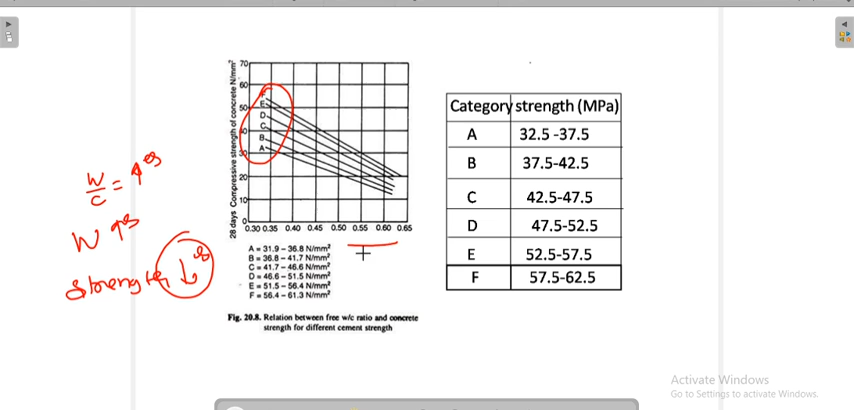 28 days Compressive strength of concrete N/mm²
70
60
50
40
30
20
10
0
F
E
D
C
B
A
0.30 0.35 0.40 0.45 0.50 0.55 0.60 0.65
A = 31.9 – 36.8 N/mm²
B = 36.8 – 41.7 N/mm²
C = 41.7 – 46.6 N/mm²
D = 46.6 – 51.5 N/mm²
E = 51.5 – 56.4 N/mm²
F = 56.4 – 61.3 N/mm²
Fig. 20.8. Relation between free w/c ratio and concrete
strength for different cement strength
W/C = ↑es
W ↑es
Strength ↓es
Category strength (MPa)
A 32.5 -37.5
B 37.5-42.5
C 42.5-47.5
D 47.5-52.5
E 52.5-57.5
F 57.5-62.5
Activate Windows
Go to Settings to activate Windows.